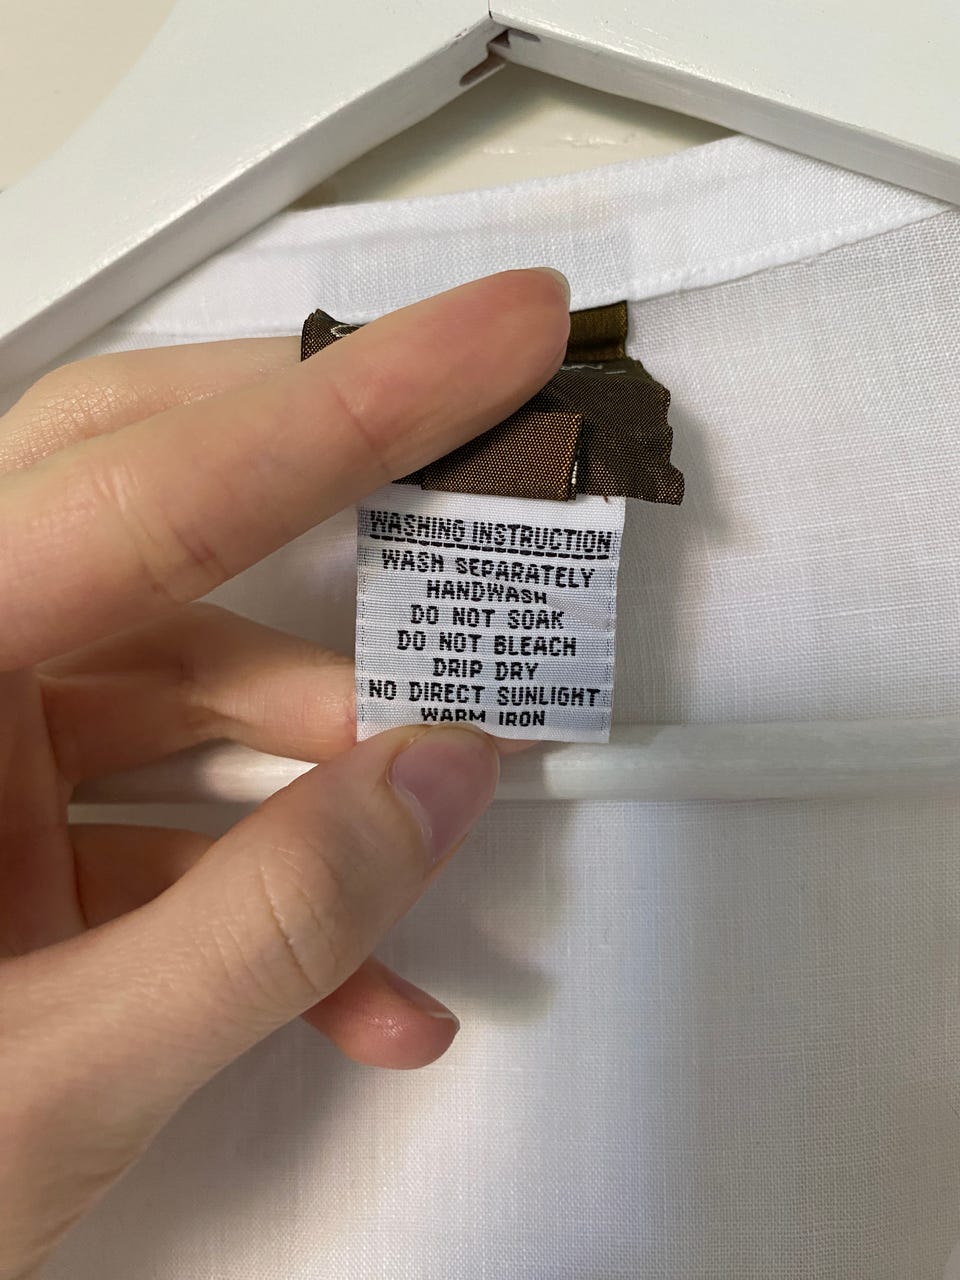 WASHING INSTRUCTION
WASH SEPARATELY
HANDWASH
DO NOT SOAK
DO NOT BLEACH
DRIP DRY
NO DIRECT SUNLIGHT
WARM IRON